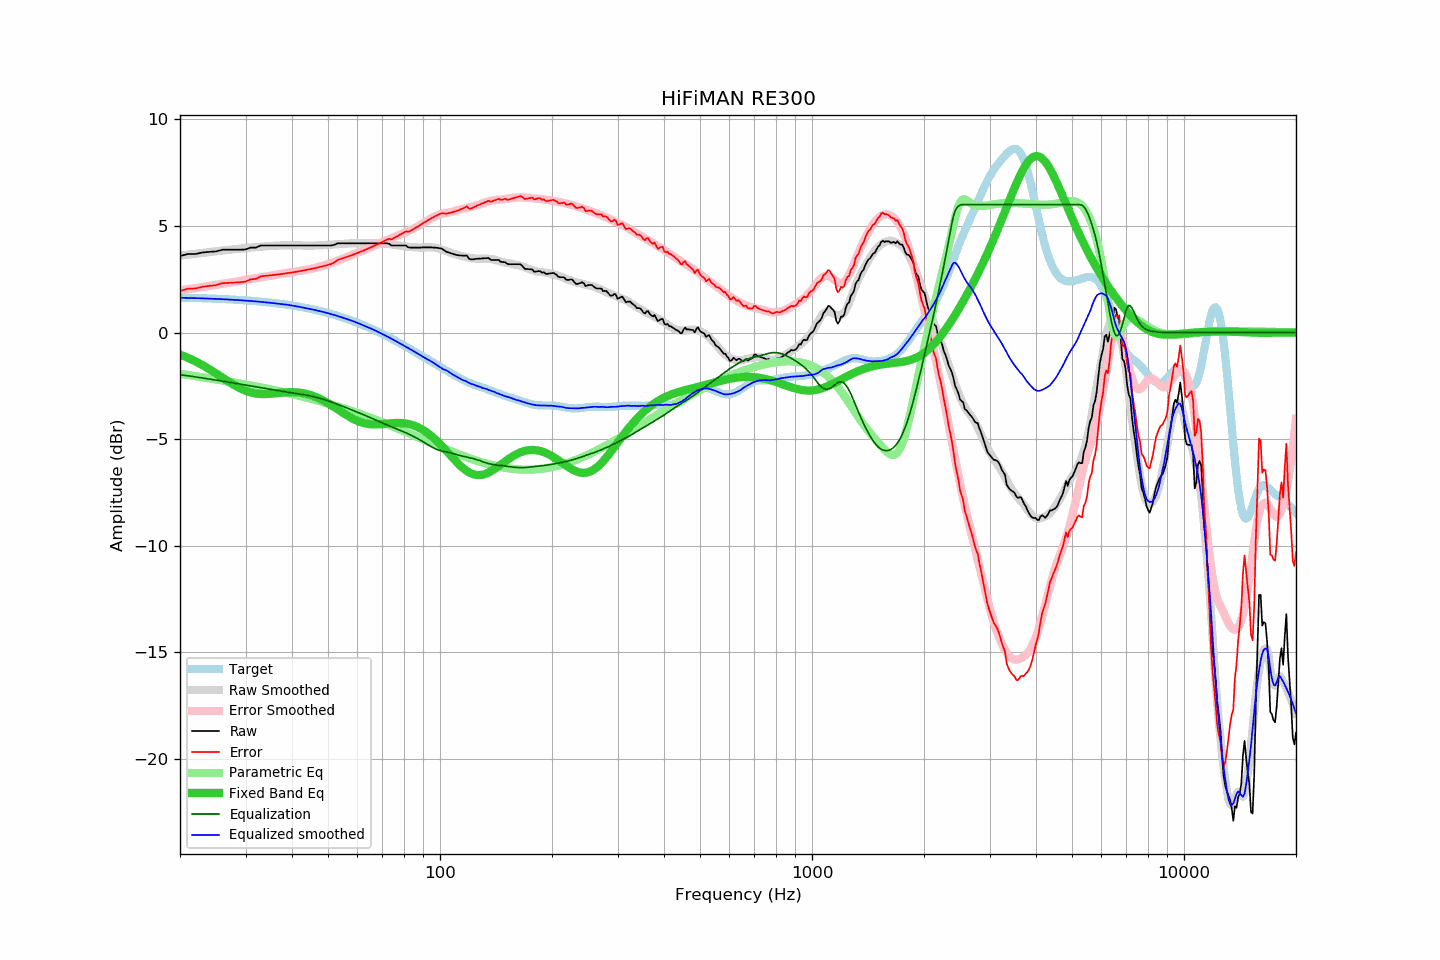 HiFiMAN RE300
10
5
0
−5
−10
−15
−20
Amplitude (dBr)
Target
Raw Smoothed
Error Smoothed
Raw
Error
Parametric Eq
Fixed Band Eq
Equalization
Equalized smoothed
100
1000
10000
Frequency (Hz)